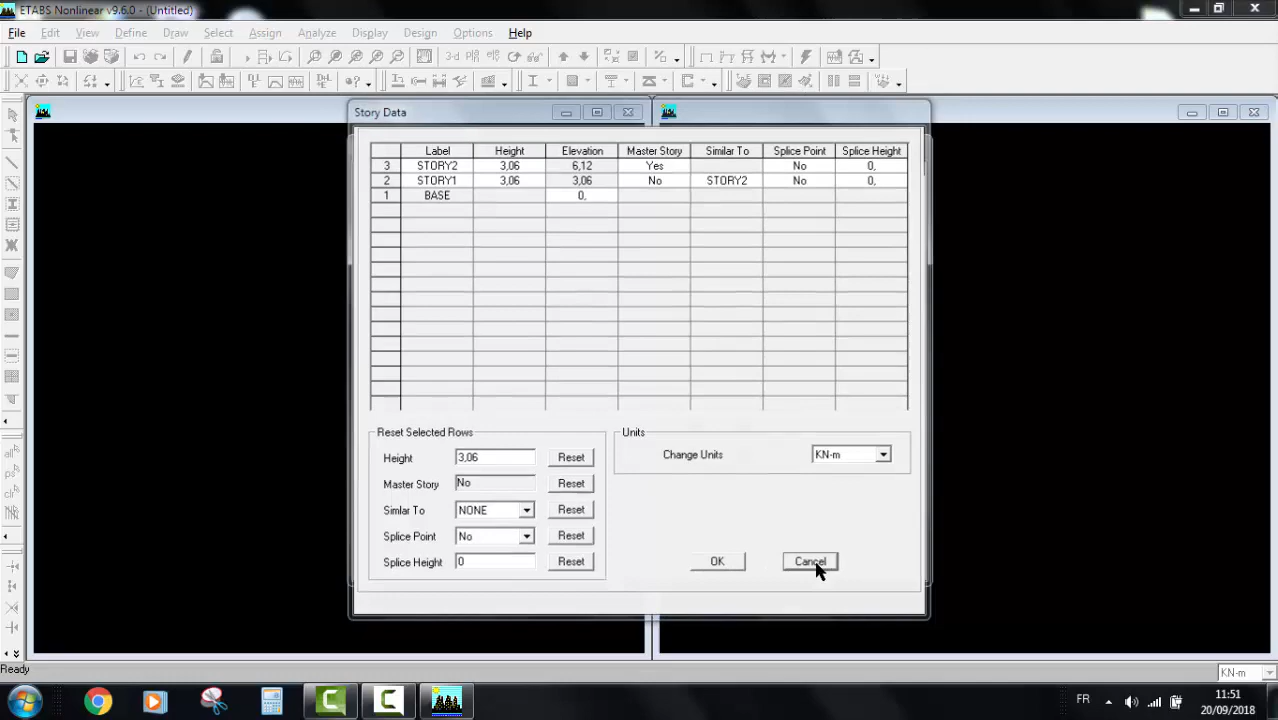 ETABS Nonlinear v9.6.0 - (Untitled)
File Edit View Define Draw Select Assign Analyze Display Design Options Help
Story Data
Label Height Elevation Master Story Similar To Splice Point Splice Height
3 STORY2 3,06 6,12 Yes No 0,
2 STORY1 3,06 3,06 No STORY2 No 0,
1 BASE 0,
Reset Selected Rows
Height 3,06 Reset
Master Story No Reset
Simlar To NONE Reset
Splice Point No Reset
Splice Height 0 Reset
Units
Change Units KN-m
OK Cancel
all
ps
clr
Ready
KN-m
FR
11:51
20/09/2018